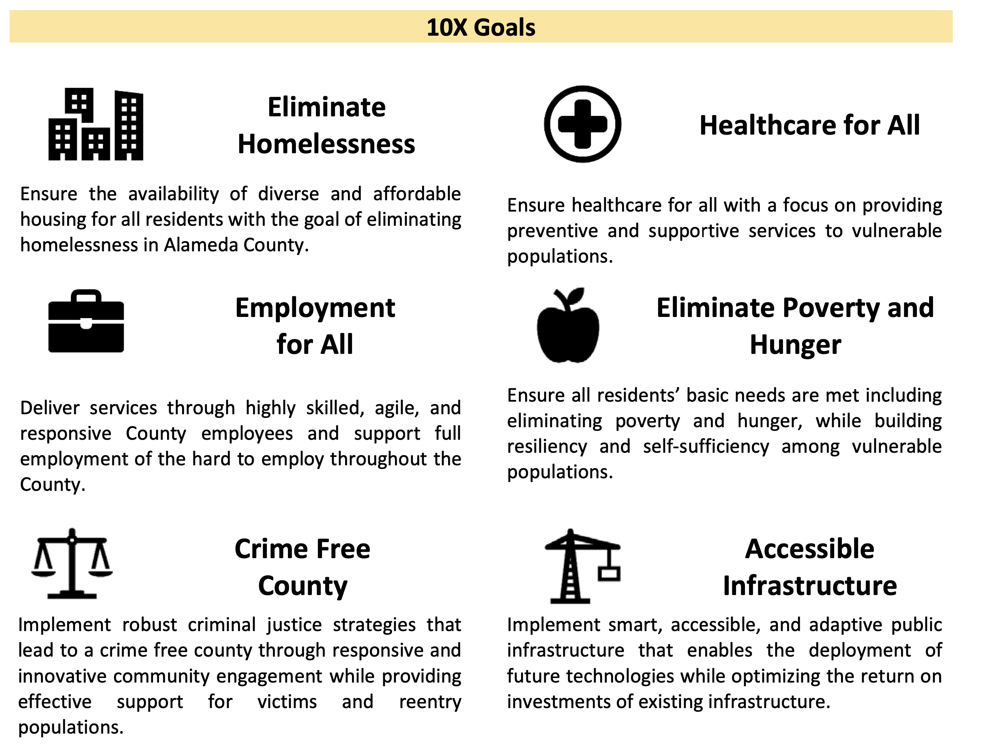 10X Goals
Eliminate
Homelessness
Ensure the availability of diverse and affordable
housing for all residents with the goal of eliminating
homelessness in Alameda County.
Healthcare for All
Ensure healthcare for all with a focus on providing
preventive and supportive services to vulnerable
populations.
Employment
for All
Deliver services through highly skilled, agile, and
responsive County employees and support full
employment of the hard to employ throughout the
County.
Eliminate Poverty and
Hunger
Ensure all residents’ basic needs are met including
eliminating poverty and hunger, while building
resiliency and self-sufficiency among vulnerable
populations.
Crime Free
County
Implement robust criminal justice strategies that
lead to a crime free county through responsive and
innovative community engagement while providing
effective support for victims and reentry
populations.
Accessible
Infrastructure
Implement smart, accessible, and adaptive public
infrastructure that enables the deployment of
future technologies while optimizing the return on
investments of existing infrastructure.